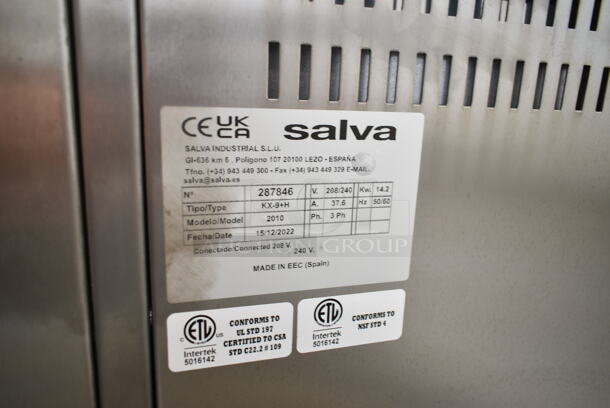 CE UK CA salva
SALVA INDUSTRIAL S.L.U.
GI-636 km 6, Poligono 107 20100 LEZO - ESPAÑA
Tfno. (+34) 943 449 300 - Fax (+34) 943 449 329 E-MAIL.
salva@salva.es
Nº 287846 V. 208/240 Kw. 14.2
Tipo/Type KX-9+H A. 37.6 Hz 50/60
Modelo/Model 2010 Ph. 3 Ph
Fecha/Date 15/12/2022
Conectado/Connected 208 V. 240 V.
MADE IN EEC (Spain)
GROUP
ETL
C US
Intertek
5016142
CONFORMS TO
UL STD 197
CERTIFIED TO CSA
STD C22.2 # 109
ETL
Intertek
5016142
CONFORMS TO
NSF STD 4